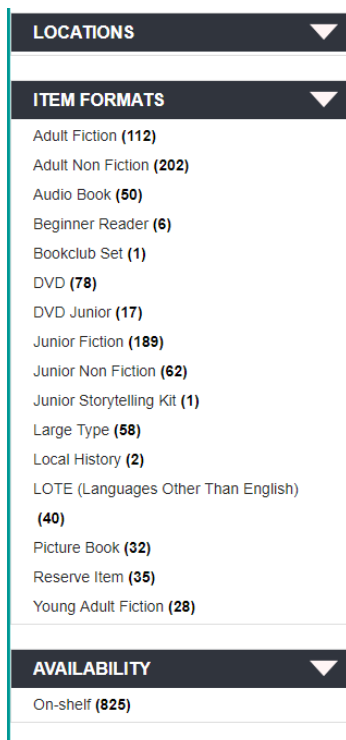 LOCATIONS
ITEM FORMATS
Adult Fiction (112)
Adult Non Fiction (202)
Audio Book (50)
Beginner Reader (6)
Bookclub Set (1)
DVD (78)
DVD Junior (17)
Junior Fiction (189)
Junior Non Fiction (62)
Junior Storytelling Kit (1)
Large Type (58)
Local History (2)
LOTE (Languages Other Than English)
(40)
Picture Book (32)
Reserve Item (35)
Young Adult Fiction (28)
AVAILABILITY
On-shelf (825)